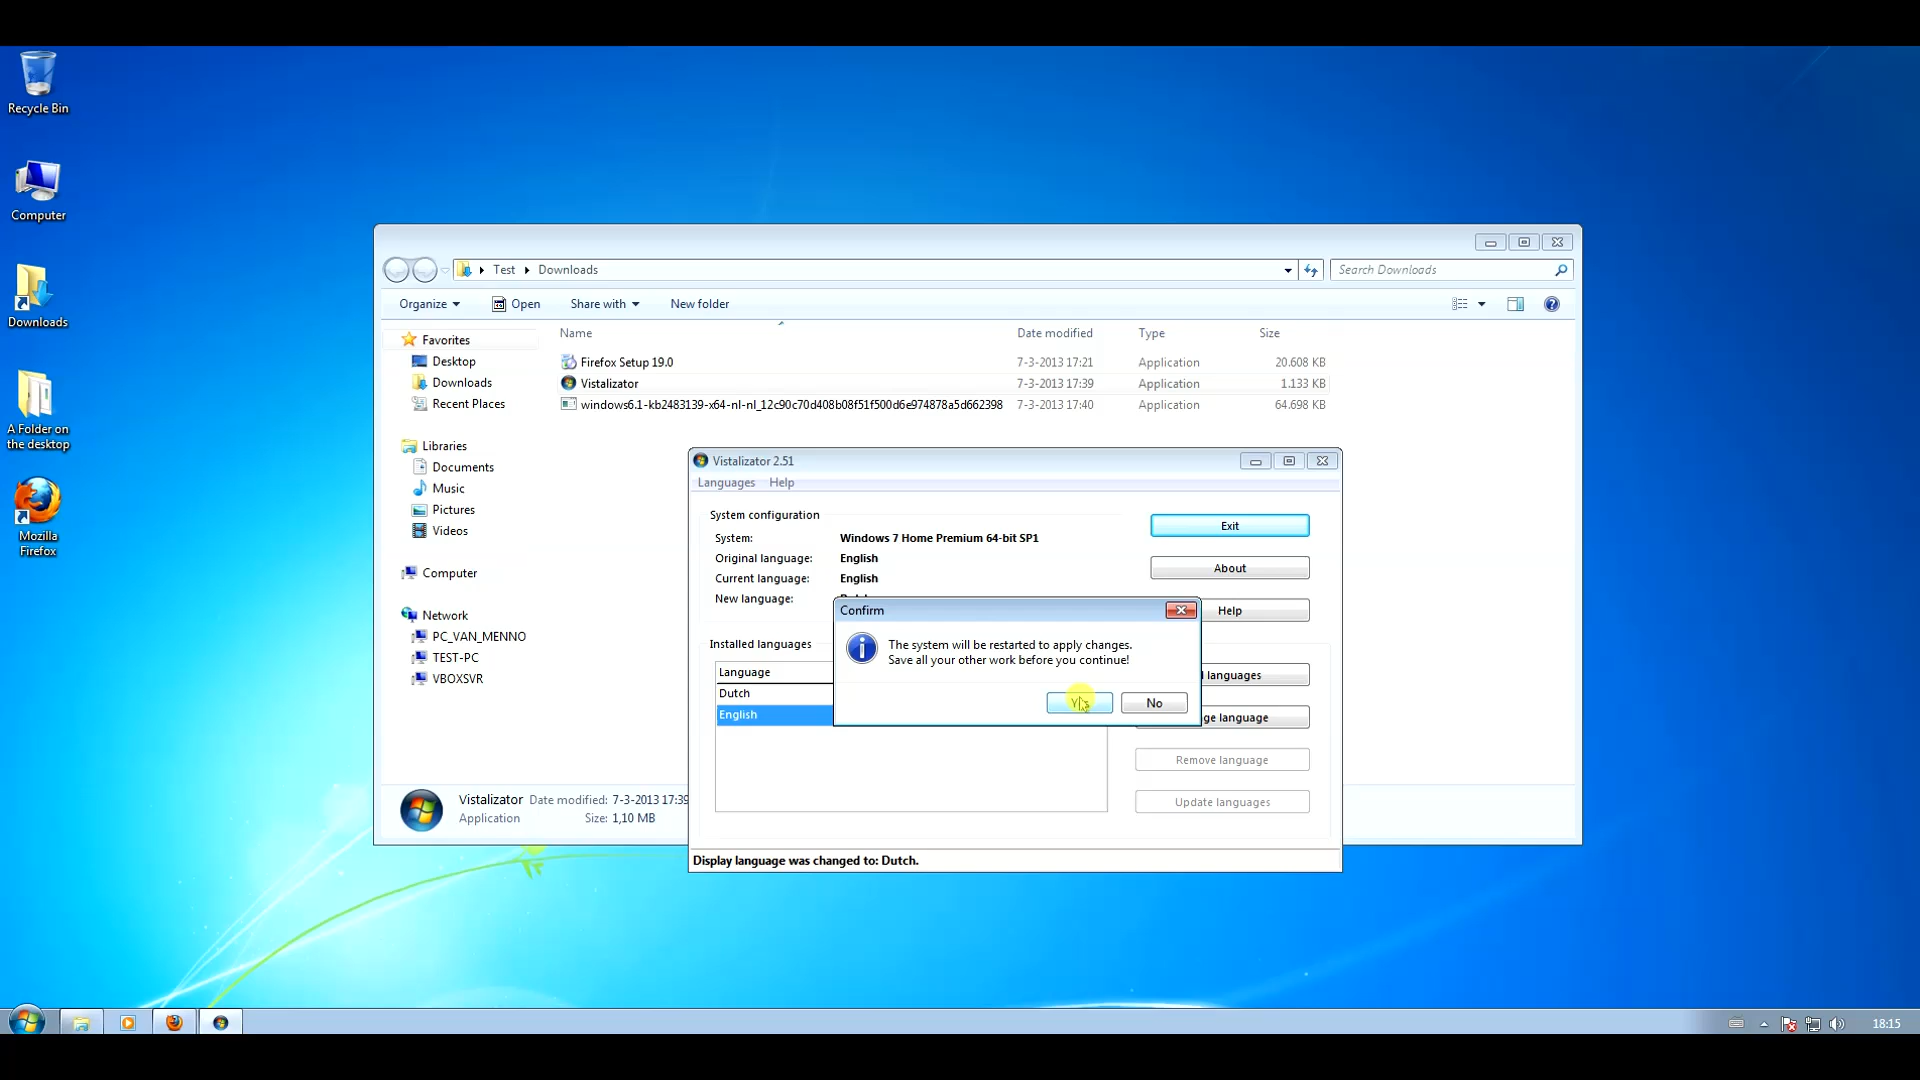 Recycle Bin
Computer
Downloads
A Folder on
the desktop
Mozilla
Firefox
Test
Downloads
Search Downloads
Organize
Open
Share with
New folder
Name
Date modified
Type
Size
Firefox Setup 19.0
7-3-2013 17:21
Application
20.608 KB
Vistalizator
7-3-2013 17:39
Application
1.133 KB
windows6.1-kb2483139-x64-nl-nl_12c90c70d408b08f51f500d6e974878a5d662398
7-3-2013 17:40
Application
64.698 KB
Favorites
Desktop
Downloads
Recent Places
Libraries
Documents
Music
Pictures
Videos
Computer
Network
PC_VAN_MENNO
TEST-PC
VBOXSVR
Vistalizator
Date modified: 7-3-2013 17:39
Application
Size: 1,10 MB
Vistalizator 2.51
Languages
Help
System configuration
System:
Windows 7 Home Premium 64-bit SP1
Original language:
English
Current language:
English
New language:
Exit
About
Help
Installed languages
Language
Dutch
English
languages
language
Remove language
Update languages
Display language was changed to: Dutch.
Confirm
The system will be restarted to apply changes.
Save all your other work before you continue!
No
18:15